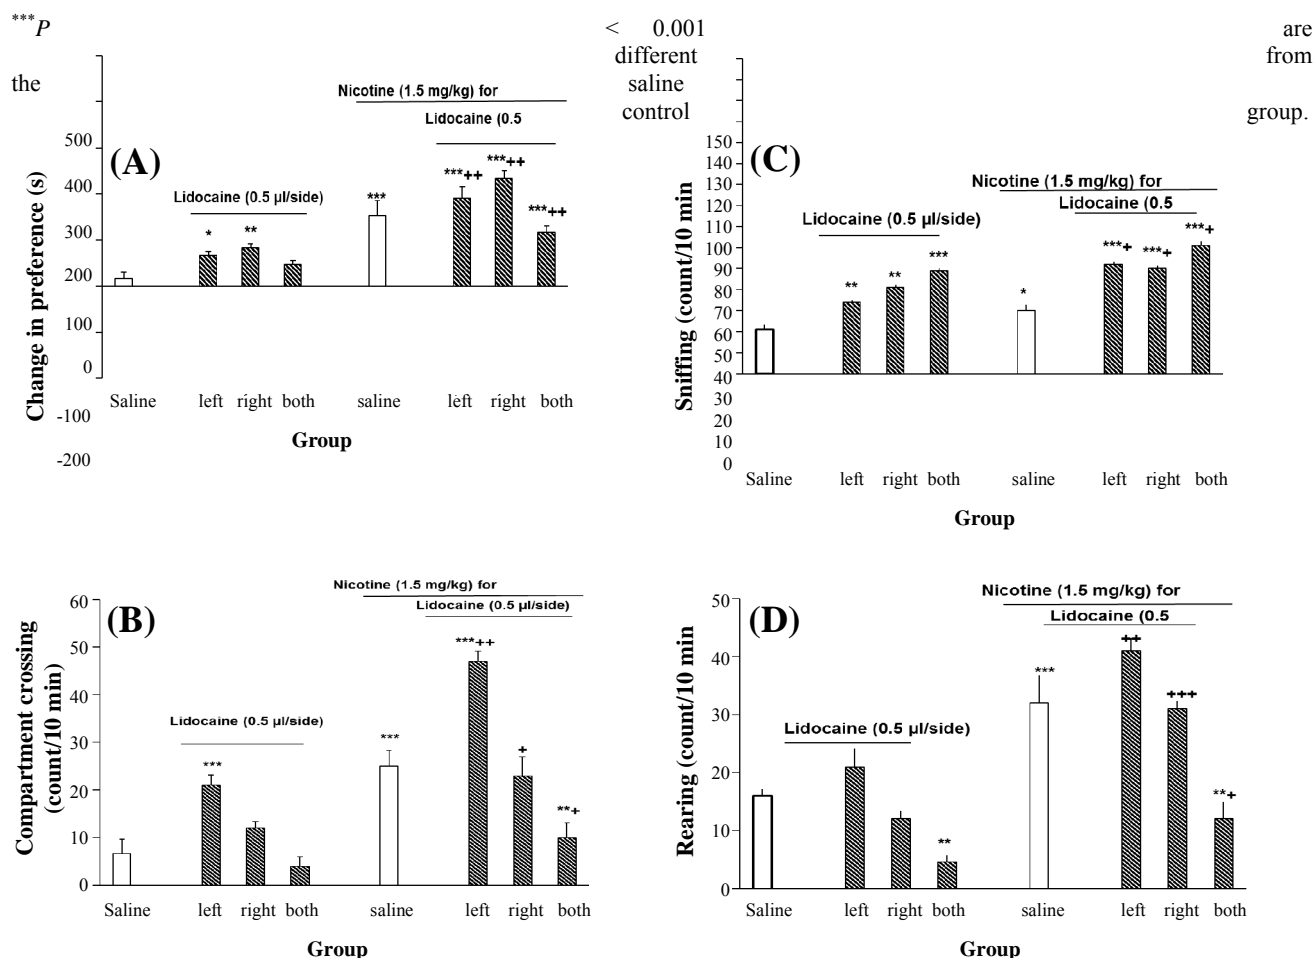 ***P < 0.001 are
different from
the saline
control group.
Nicotine (1.5 mg/kg) for
Lidocaine (0.5
(A)
Lidocaine (0.5 µl/side)
* ** *** ***++ ***++ ***++
500
400
300
200
100
0
-100
-200
Change in preference (s)
Saline left right both saline left right both
Group
Nicotine (1.5 mg/kg) for
Lidocaine (0.5
(C)
Lidocaine (0.5 µl/side)
** ** *** * ***+ ***+ ***+
150
140
130
120
110
100
90
80
70
60
50
40
30
20
10
0
Sniffing (count/10 min
Saline left right both saline left right both
Group
Nicotine (1.5 mg/kg) for
Lidocaine (0.5 µl/side)
(B)
Lidocaine (0.5 µl/side)
*** *** ***++ + **+
60
50
40
30
20
10
0
Compartment crossing
(count/10 min)
Saline left right both saline left right both
Group
Nicotine (1.5 mg/kg) for
Lidocaine (0.5
(D)
Lidocaine (0.5 µl/side)
** *** ++ +++ **+
50
40
30
20
10
0
Rearing (count/10 min
Saline left right both saline left right both
Group